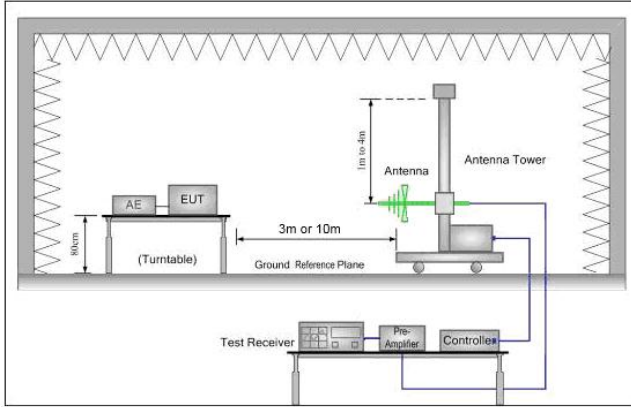 1m to 4m
Antenna
Antenna Tower
AE
EUT
80cm
(Turntable)
3m or 10m
Ground Reference Plane
Test Receiver
Pre-
Amplifier
Controller